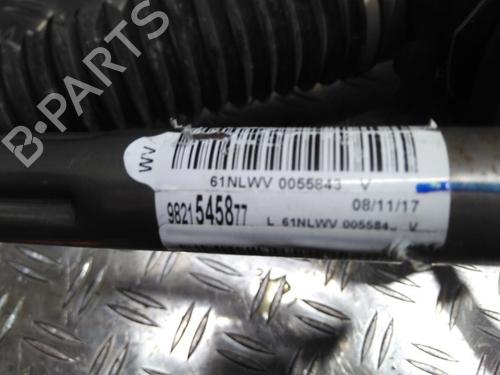 B-PARTS
WV
61NLWV 0055843 V
9821545877
08/11/17
L 61NLWV 005584 V